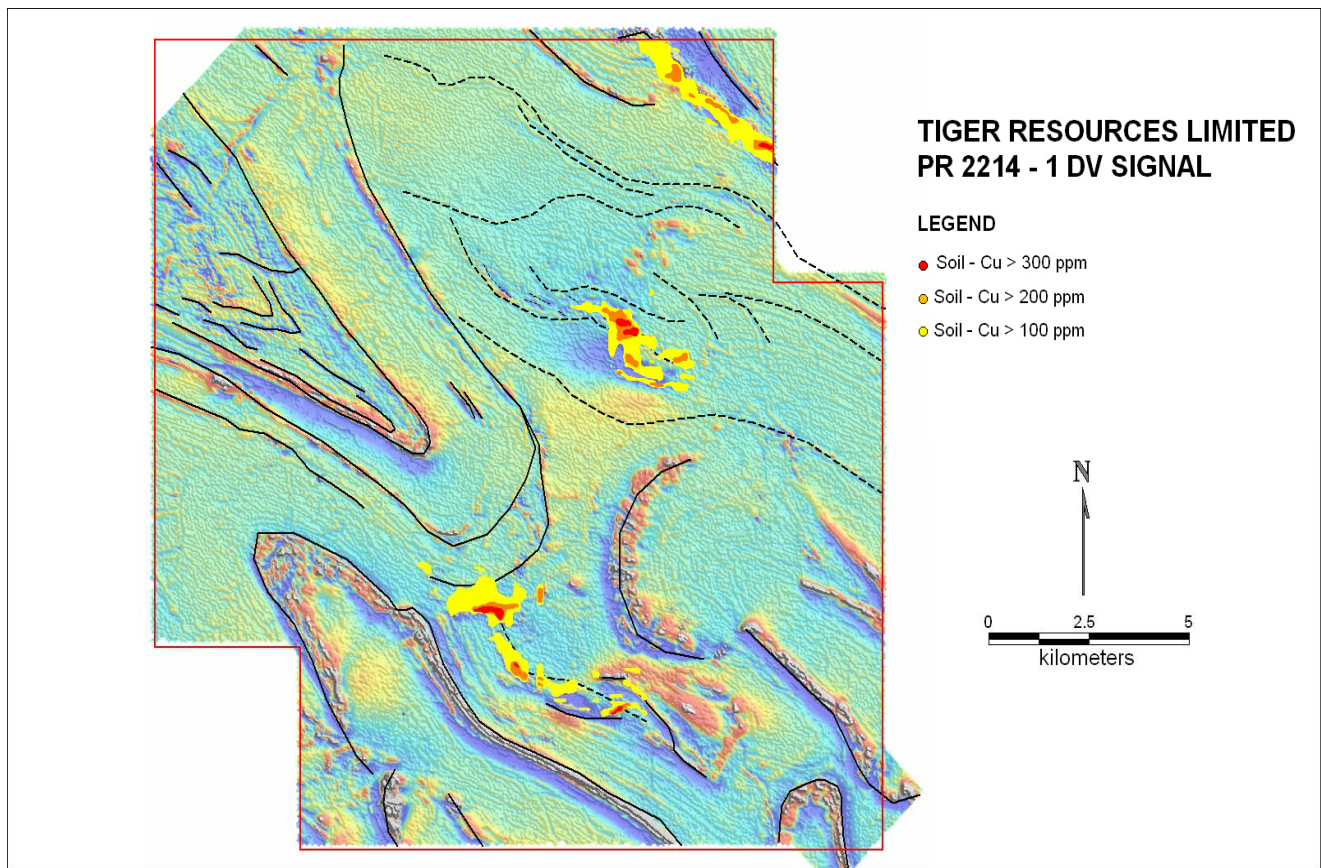 TIGER RESOURCES LIMITED
PR 2214 - 1 DV SIGNAL
LEGEND
Soil - Cu > 300 ppm
Soil - Cu > 200 ppm
Soil - Cu > 100 ppm
N
0 2.5 5
kilometers